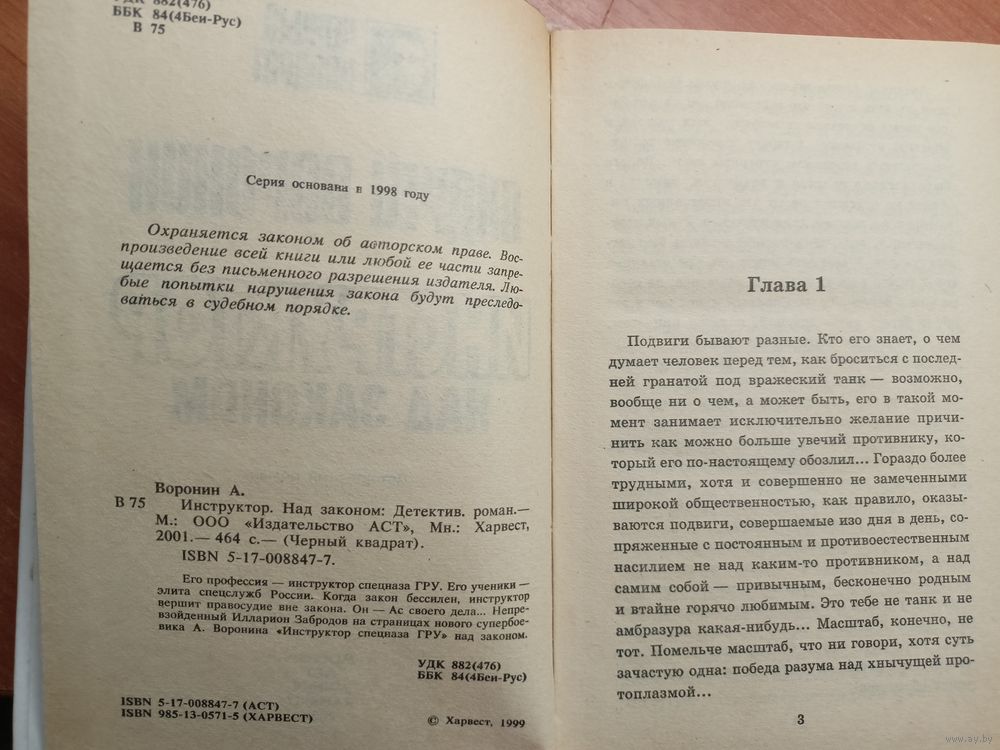 УДК 882(476)
ББК 84(4Беи-Рус)
В 75
Серия основана в 1998 году
Охраняется законом об авторском праве. Вос-
произведение всей книги или любой ее части запре-
щается без письменного разрешения издателя. Лю-
бые попытки нарушения закона будут преследо-
ваться в судебном порядке.
Воронин А.
В 75 Инструктор. Над законом: Детектив. роман.—
М.: ООО «Издательство АСТ», Мн.: Харвест,
2001.— 464 с.— (Черный квадрат).
ISBN 5-17-008847-7.
Его профессия — инструктор спецназа ГРУ. Его ученики —
элита спецслужб России. Когда закон бессилен, инструктор
вершит правосудие вне закона. Он — Ас своего дела... Непре-
взойденный Илларион Забродов на страницах нового супербое-
вика А. Воронина «Инструктор спецназа ГРУ» над законом.
УДК 882(476)
ББК 84(4Беи-Рус)
ISBN 5-17-008847-7 (АСТ)
ISBN 985-13-0571-5 (ХАРВЕСТ)
© Харвест, 1999
Глава 1
Подвиги бывают разные. Кто его знает, о чем
думает человек перед тем, как броситься с послед-
ней гранатой под вражеский танк — возможно,
вообще ни о чем, а может быть, его в такой мо-
мент занимает исключительно желание причи-
нить как можно больше увечий противнику, ко-
торый его по-настоящему обозлил... Гораздо более
трудными, хотя и совершенно не замеченными
широкой общественностью, как правило, оказы-
ваются подвиги, совершаемые изо дня в день, со-
пряженные с постоянным и противоестественным
насилием не над каким-то противником, а над
самим собой — привычным, бесконечно родным
и втайне горячо любимым. Это тебе не танк и не
амбразура какая-нибудь... Масштаб, конечно, не
тот. Помельче масштаб, что ни говори, хотя суть
зачастую одна: победа разума над хнычущей про-
топлазмой...
3
www.ay.by